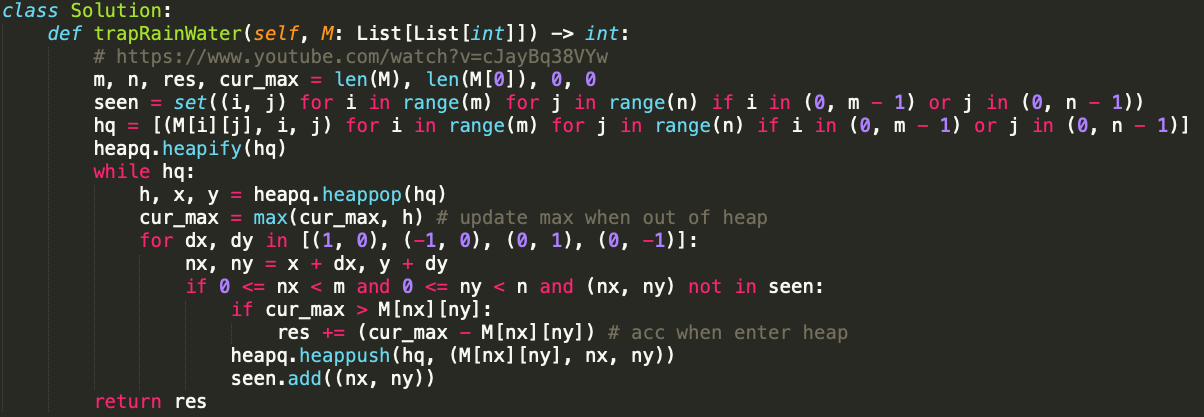 class Solution:
    def trapRainWater(self, M: List[List[int]]) -> int:
        # https://www.youtube.com/watch?v=cJayBq38VYw
        m, n, res, cur_max = len(M), len(M[0]), 0, 0
        seen = set((i, j) for i in range(m) for j in range(n) if i in (0, m - 1) or j in (0, n - 1))
        hq = [(M[i][j], i, j) for i in range(m) for j in range(n) if i in (0, m - 1) or j in (0, n - 1)]
        heapq.heapify(hq)
        while hq:
            h, x, y = heapq.heappop(hq)
            cur_max = max(cur_max, h) # update max when out of heap
            for dx, dy in [(1, 0), (-1, 0), (0, 1), (0, -1)]:
                nx, ny = x + dx, y + dy
                if 0 <= nx < m and 0 <= ny < n and (nx, ny) not in seen:
                    if cur_max > M[nx][ny]:
                        res += (cur_max - M[nx][ny]) # acc when enter heap
                    heapq.heappush(hq, (M[nx][ny], nx, ny))
                    seen.add((nx, ny))
        return res